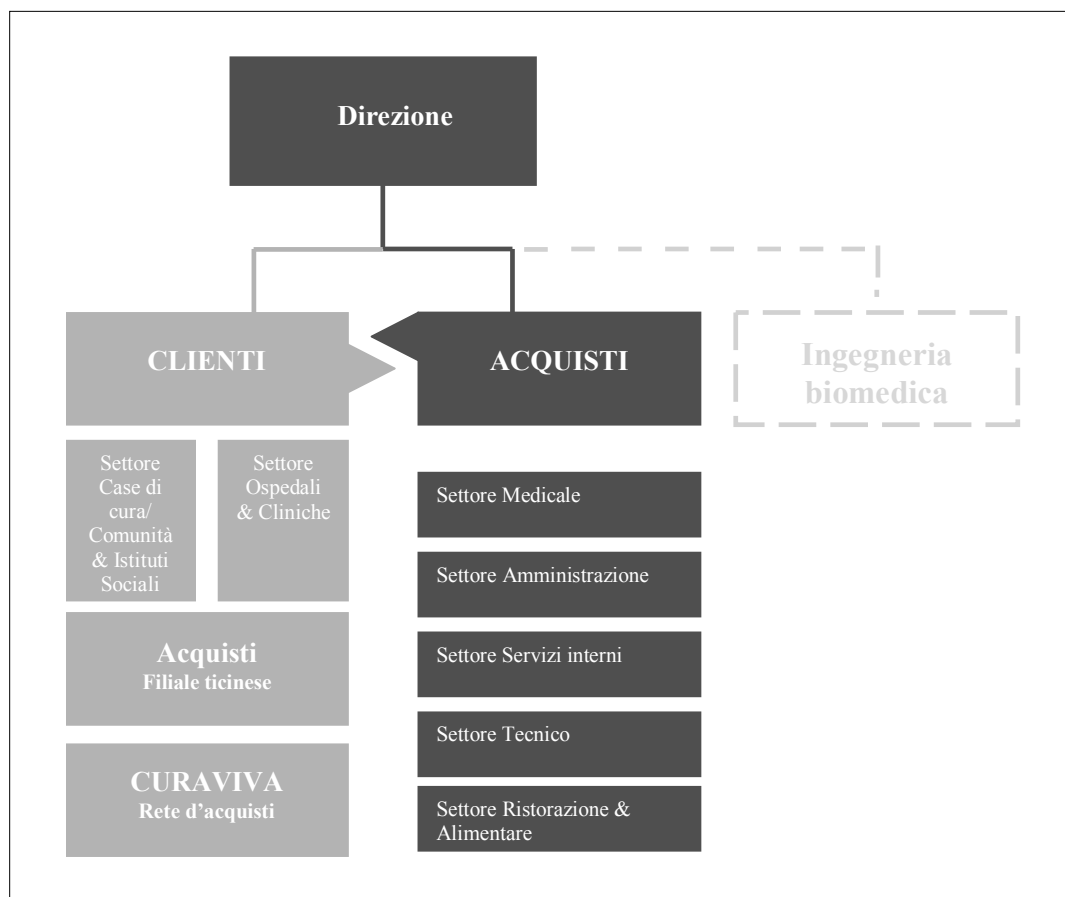 Direzione
CLIENTI
ACQUISTI
Ingegneria
biomedica
Settore
Case di
cura/
Comunità
& Istituti
Sociali
Settore
Ospedali
& Cliniche
Acquisti
Filiale ticinese
CURAVIVA
Rete d’acquisti
Settore Medicale
Settore Amministrazione
Settore Servizi interni
Settore Tecnico
Settore Ristorazione &
Alimentare